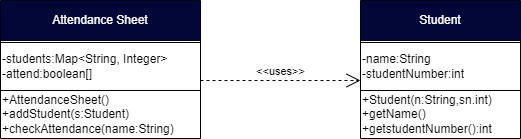 Attendance Sheet
-students:Map<String, Integer>
-attend:boolean[]
+AttendanceSheet()
+addStudent(s:Student)
+checkAttendance(name:String)
<<uses>>
Student
-name:String
-studentNumber:int
+Student(n:String,sn.int)
+getName()
+getstudentNumber():int